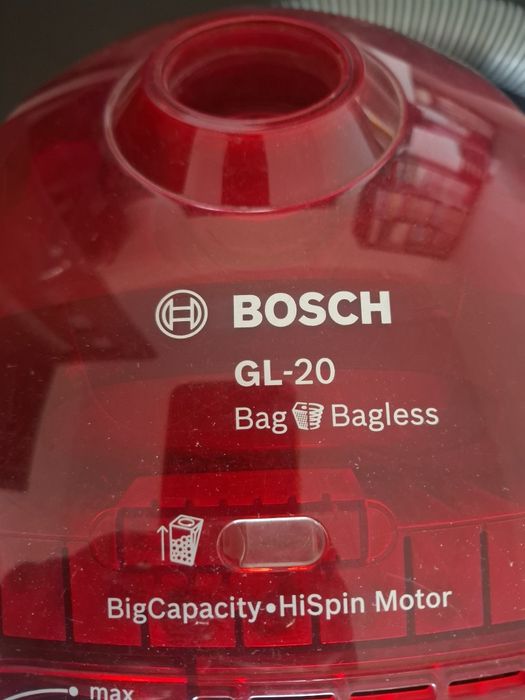 BOSCH
GL-20
Bag Bagless
BigCapacity•HiSpin Motor
max